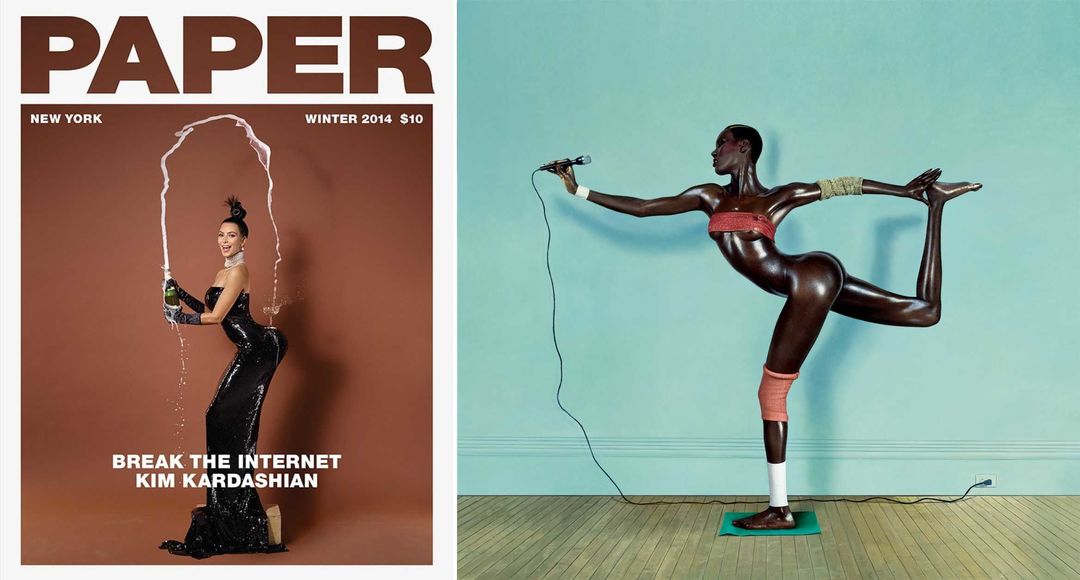 PAPER
NEW YORK
WINTER 2014 $10
BREAK THE INTERNET
KIM KARDASHIAN